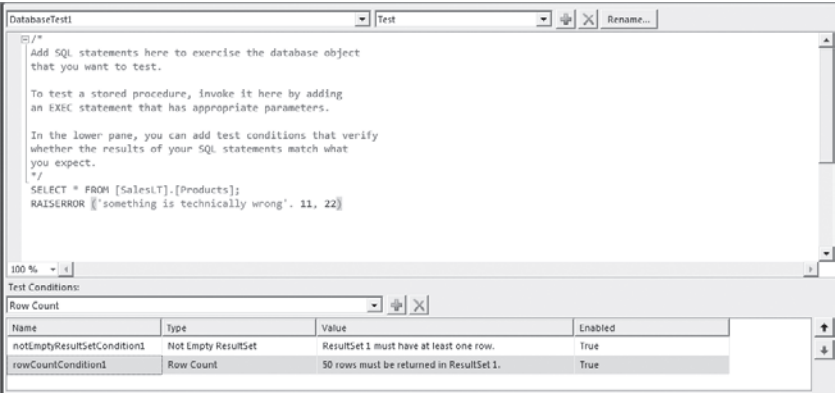 DatabaseTest1 Test Rename...
/*
Add SQL statements here to exercise the database object
that you want to test.
To test a stored procedure, invoke it here by adding
an EXEC statement that has appropriate parameters.
In the lower pane, you can add test conditions that verify
whether the results of your SQL statements match what
you expect.
*/
SELECT * FROM [SalesLT].[Products];
RAISERROR ('something is technically wrong'. 11, 22)
100 %
Test Conditions:
Row Count
Name Type Value Enabled
notEmptyResultSetCondition1 Not Empty ResultSet ResultSet 1 must have at least one row. True
rowCountCondition1 Row Count 50 rows must be returned in ResultSet 1. True